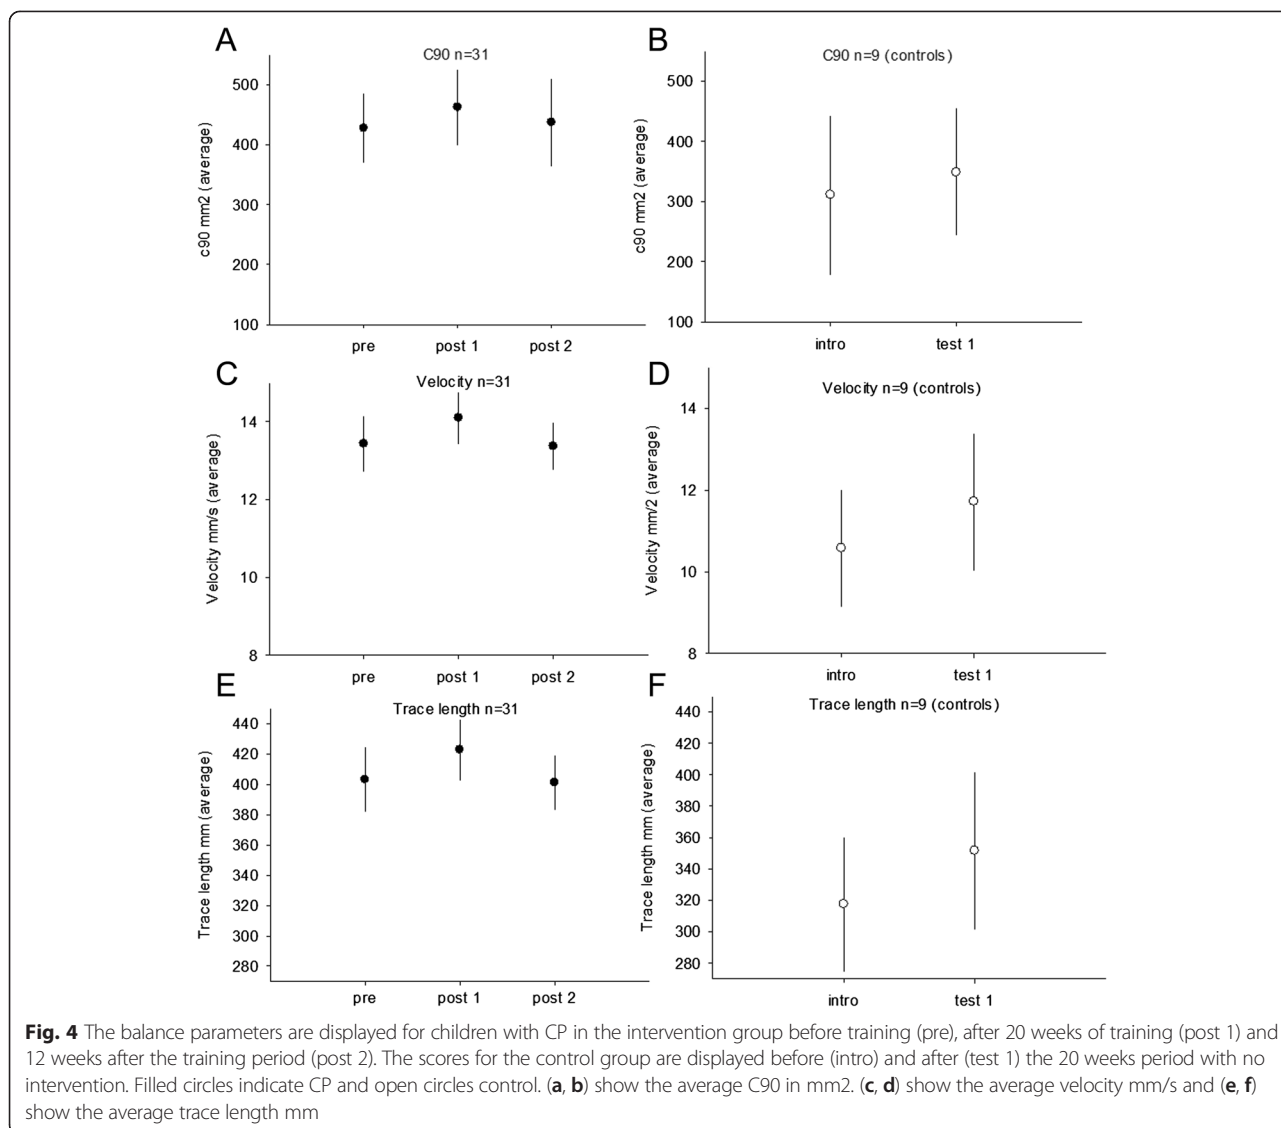 A
C90 n=31
500
400
300
200
100
c90 mm2 (average)
pre post 1 post 2
B
C90 n=9 (controls)
500
400
300
200
100
c90 mm2 (average)
intro test 1
C
Velocity n=31
14
12
10
8
Velocity mm/s (average)
pre post 1 post 2
D
Velocity n=9 (controls)
14
12
10
8
Velocity mm/2 (average)
intro test 1
E
Trace length n=31
440
420
400
380
360
340
320
300
280
Trace length mm (average)
pre post 1 post 2
F
Trace length n=9 (controls)
440
420
400
380
360
340
320
300
280
Trace length mm (average)
intro test 1
Fig. 4 The balance parameters are displayed for children with CP in the intervention group before training (pre), after 20 weeks of training (post 1) and
12 weeks after the training period (post 2). The scores for the control group are displayed before (intro) and after (test 1) the 20 weeks period with no
intervention. Filled circles indicate CP and open circles control. (a, b) show the average C90 in mm2. (c, d) show the average velocity mm/s and (e, f)
show the average trace length mm